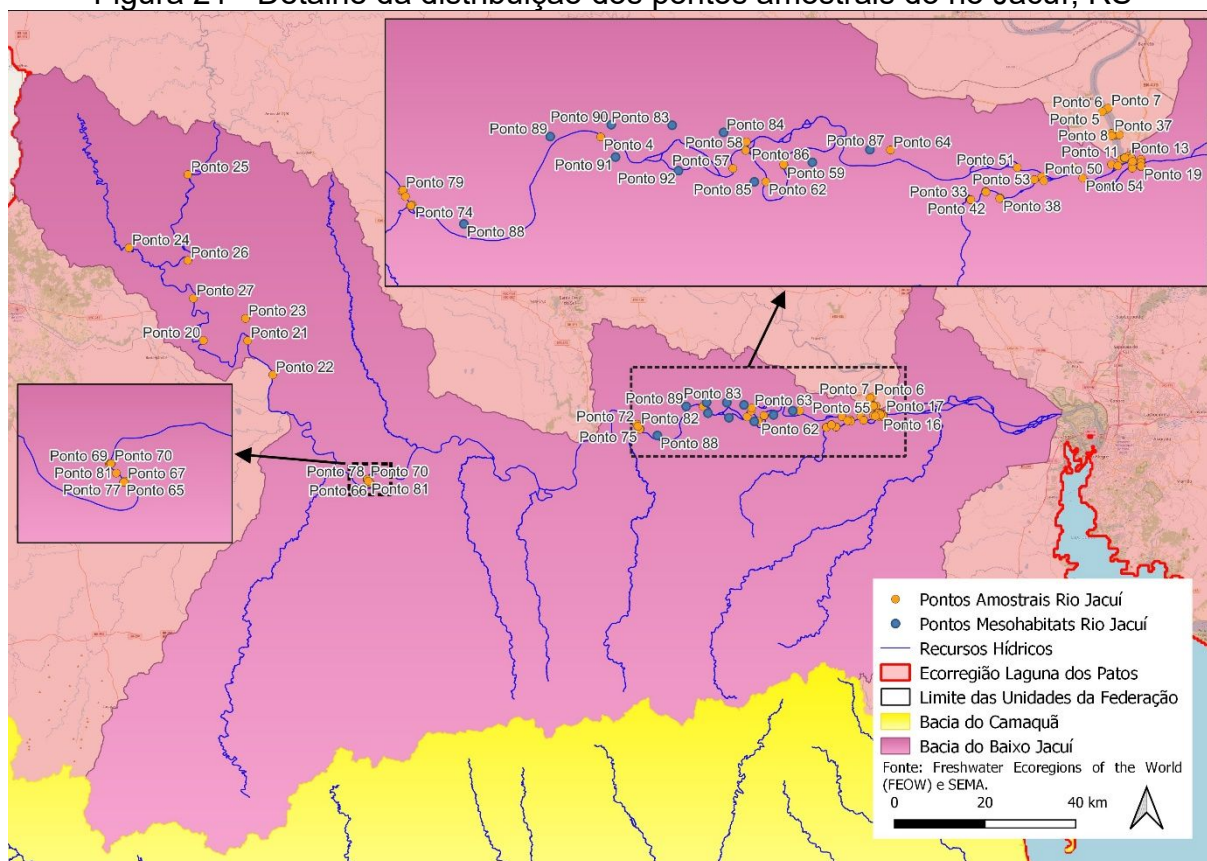 Figura 21 - Detalhe da distribuição dos pontos amostrais do rio Jacuí, RS
Ponto 90
Ponto 83
Ponto 89
Ponto 4
Ponto 91
Ponto 92
Ponto 84
Ponto 58
Ponto 57
Ponto 86
Ponto 85
Ponto 62
Ponto 59
Ponto 87
Ponto 64
Ponto 6
Ponto 7
Ponto 5
Ponto 8
Ponto 37
Ponto 11
Ponto 13
Ponto 51
Ponto 50
Ponto 19
Ponto 53
Ponto 54
Ponto 33
Ponto 42
Ponto 38
Ponto 79
Ponto 74
Ponto 88
Ponto 25
Ponto 24
Ponto 26
Ponto 27
Ponto 23
Ponto 20
Ponto 21
Ponto 22
Ponto 69
Ponto 70
Ponto 81
Ponto 67
Ponto 77
Ponto 65
Ponto 78
Ponto 70
Ponto 66
Ponto 81
Ponto 89
Ponto 83
Ponto 63
Ponto 7
Ponto 6
Ponto 72
Ponto 82
Ponto 55
Ponto 17
Ponto 75
Ponto 88
Ponto 62
Ponto 16
Pontos Amostrais Rio Jacuí
Pontos Mesohabitats Rio Jacuí
Recursos Hídricos
Ecorregião Laguna dos Patos
Limite das Unidades da Federação
Bacia do Camaquã
Bacia do Baixo Jacuí
Fonte: Freshwater Ecoregions of the World
(FEOW) e SEMA.
0 20 40 km